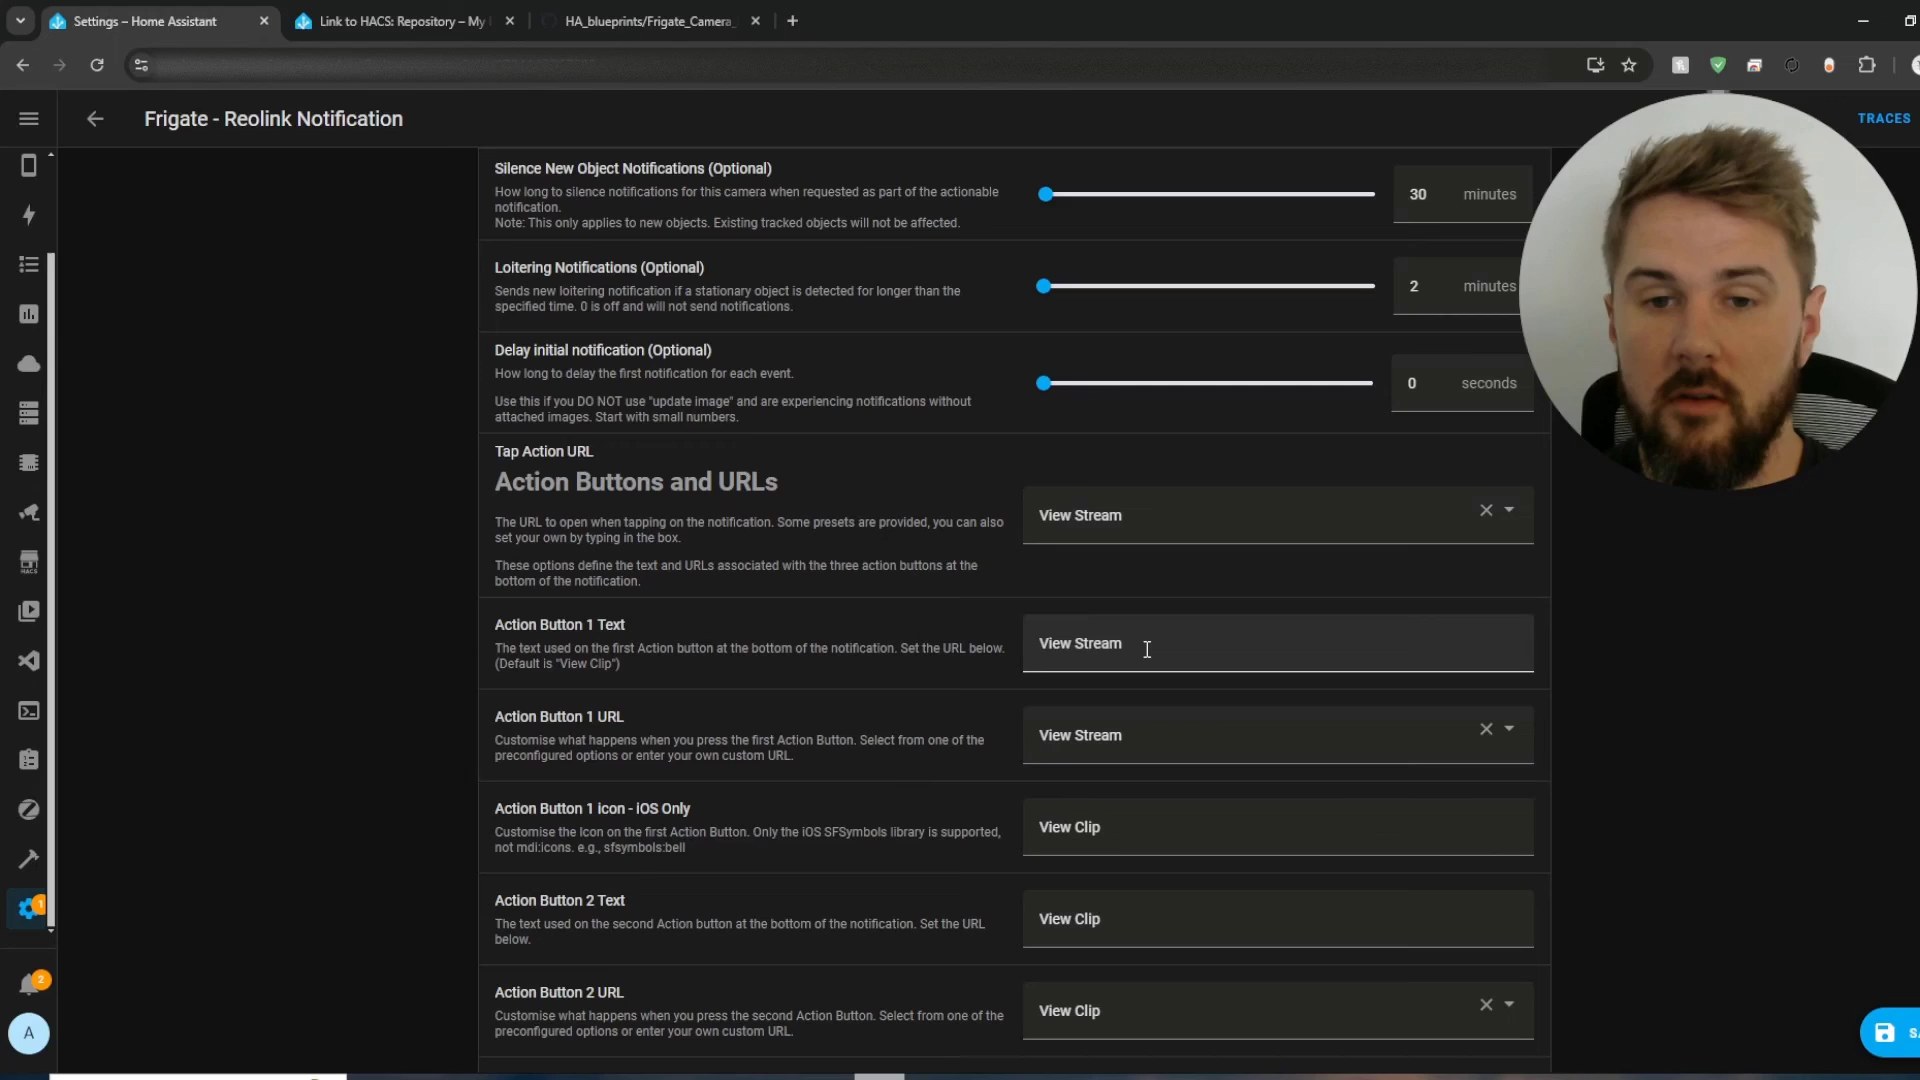 Settings – Home Assistant
Link to HACS: Repository – My
HA_blueprints/Frigate_Camera_
Frigate - Reolink Notification
TRACES
Silence New Object Notifications (Optional)
How long to silence notifications for this camera when requested as part of the actionable
notification.
Note: This only applies to new objects. Existing tracked objects will not be affected.
30 minutes
Loitering Notifications (Optional)
Sends new loitering notification if a stationary object is detected for longer than the
specified time. 0 is off and will not send notifications.
2 minutes
Delay initial notification (Optional)
How long to delay the first notification for each event.
Use this if you DO NOT use "update image" and are experiencing notifications without
attached images. Start with small numbers.
0 seconds
Tap Action URL
Action Buttons and URLs
The URL to open when tapping on the notification. Some presets are provided, you can also
set your own by typing in the box.
These options define the text and URLs associated with the three action buttons at the
bottom of the notification.
View Stream
Action Button 1 Text
The text used on the first Action button at the bottom of the notification. Set the URL below.
(Default is "View Clip")
View Stream
Action Button 1 URL
Customise what happens when you press the first Action Button. Select from one of the
preconfigured options or enter your own custom URL.
View Stream
Action Button 1 icon - iOS Only
Customise the Icon on the first Action Button. Only the iOS SFSymbols library is supported,
not mdi:icons. e.g., sfsymbols:bell
View Clip
Action Button 2 Text
The text used on the second Action button at the bottom of the notification. Set the URL
below.
View Clip
Action Button 2 URL
Customise what happens when you press the second Action Button. Select from one of the
preconfigured options or enter your own custom URL.
View Clip
HACS
1
2
A
SA